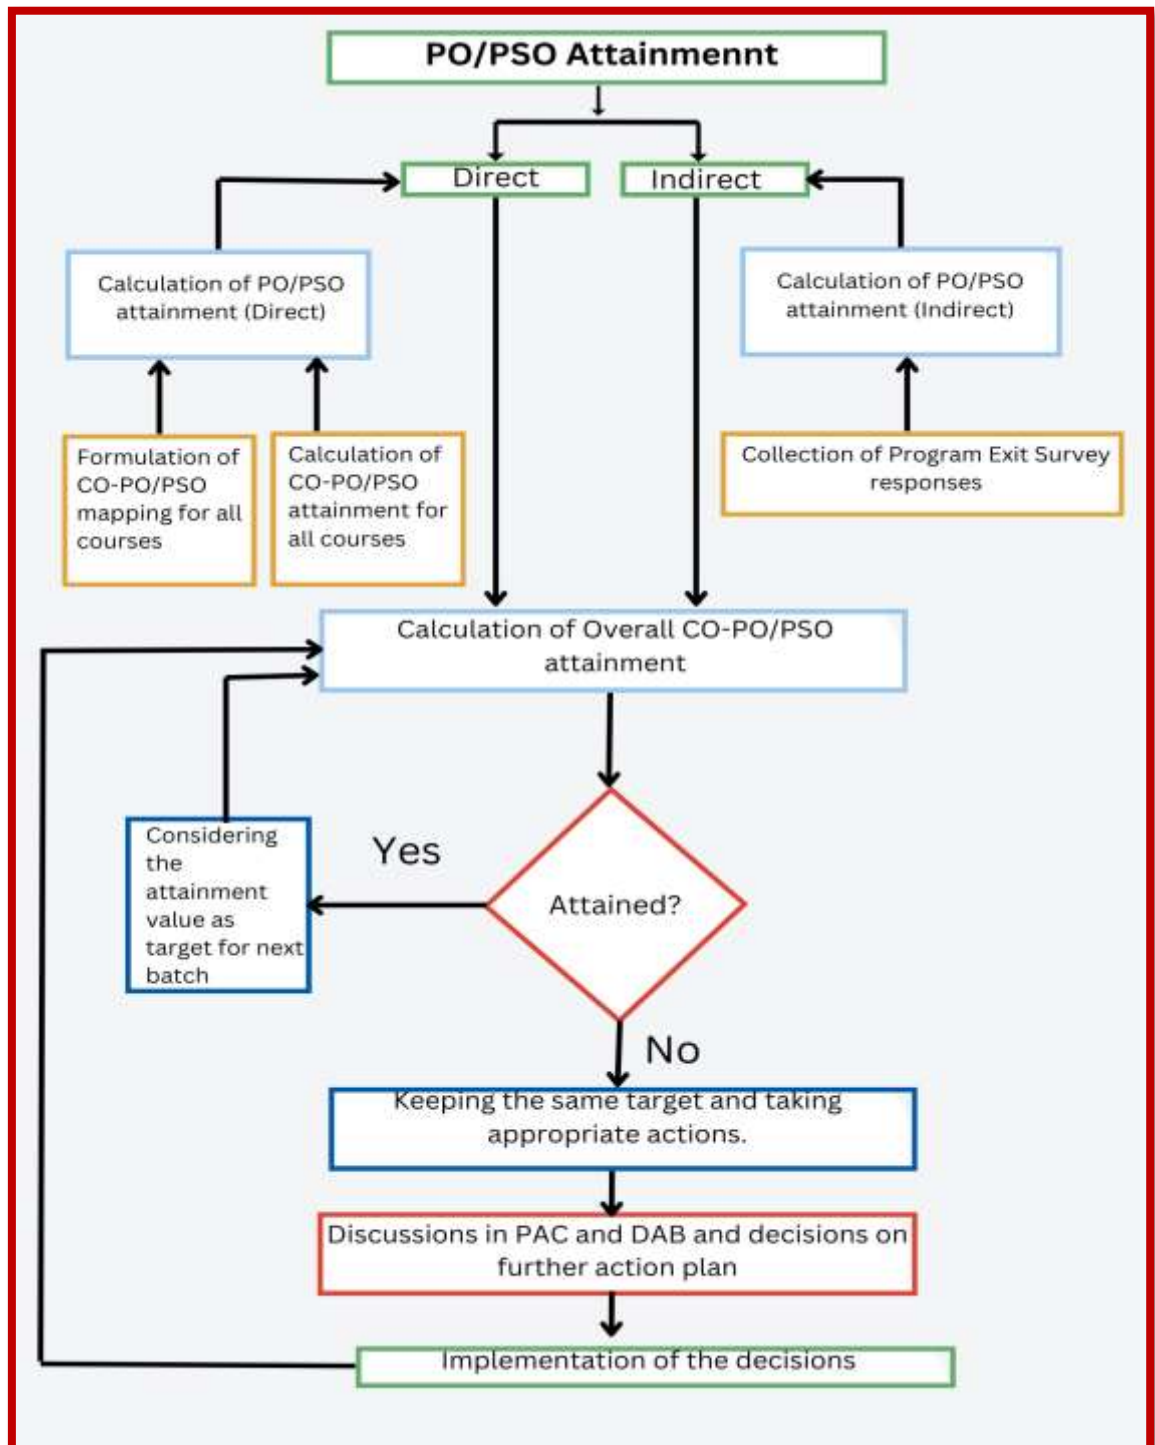 PO/PSO Attainmennt
Direct
Indirect
Calculation of PO/PSO
attainment (Direct)
Calculation of PO/PSO
attainment (Indirect)
Formulation of
CO-PO/PSO
mapping for all
courses
Calculation of
CO-PO/PSO
attainment for
all courses
Collection of Program Exit Survey
responses
Calculation of Overall CO-PO/PSO
attainment
Attained?
Yes
Considering
the
attainment
value as
target for next
batch
No
Keeping the same target and taking
appropriate actions.
Discussions in PAC and DAB and decisions on
further action plan
Implementation of the decisions